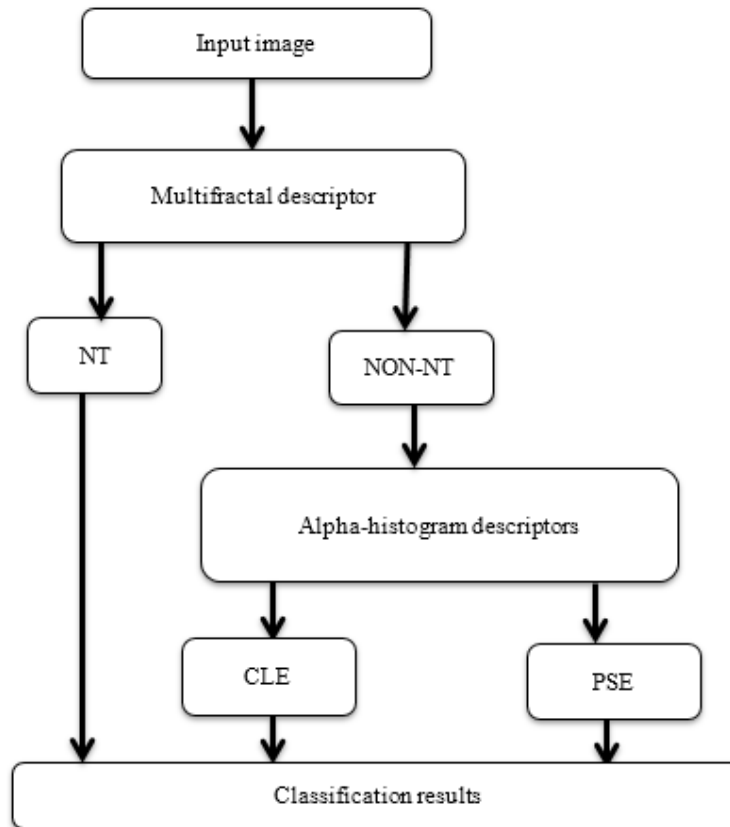 Input image
Multifractal descriptor
NT
NON-NT
Alpha-histogram descriptors
CLE
PSE
Classification results